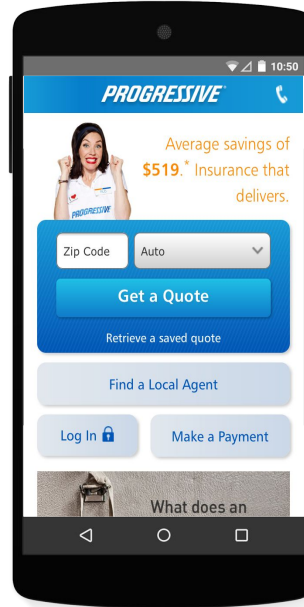 10:50
PROGRESSIVE
Average savings of
$519.* Insurance that
delivers.
PROGRESSIVE
Zip Code
Auto
Get a Quote
Retrieve a saved quote
Find a Local Agent
Log In
Make a Payment
What does an